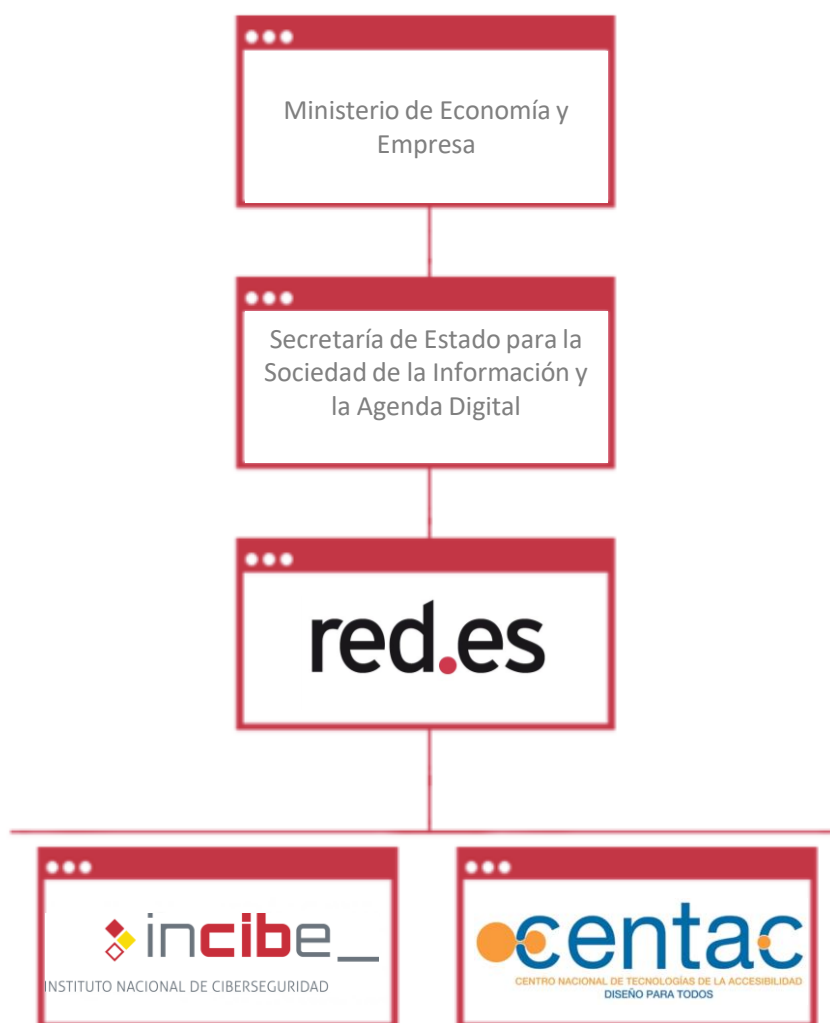 Ministerio de Economía y
Empresa
Secretaría de Estado para la
Sociedad de la Información y
la Agenda Digital
red.es
incibe_
INSTITUTO NACIONAL DE CIBERSEGURIDAD
centac
CENTRO NACIONAL DE TECNOLOGÍAS DE LA ACCESIBILIDAD
DISEÑO PARA TODOS